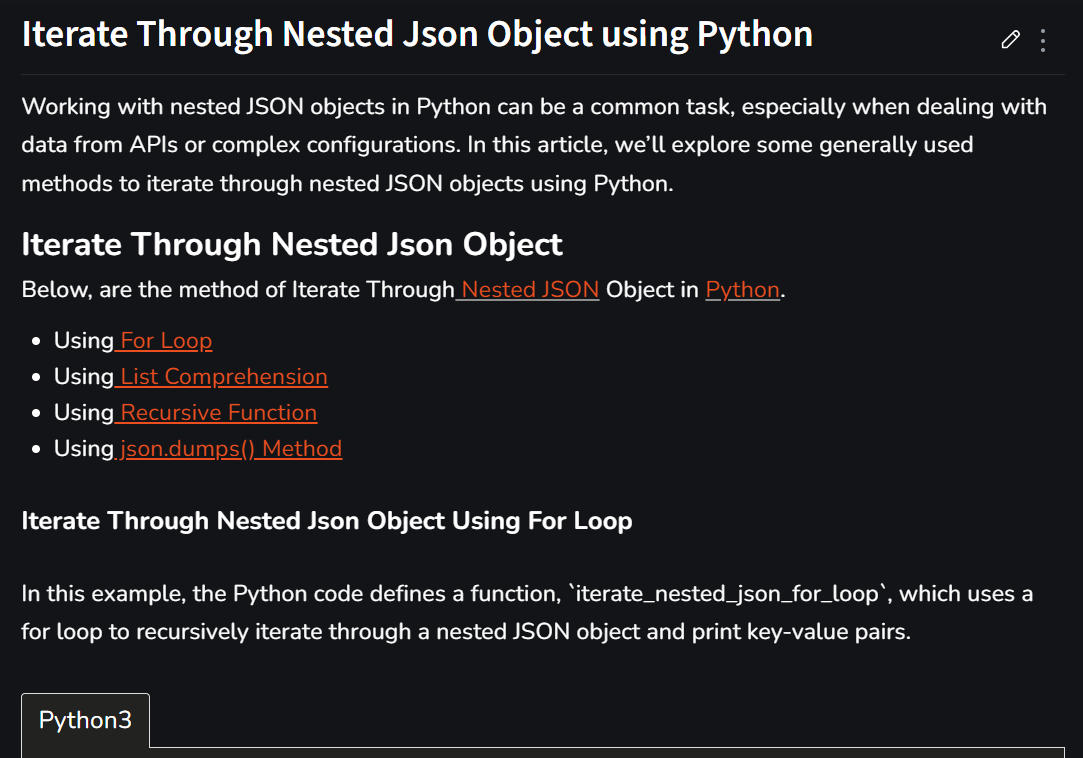 Iterate Through Nested Json Object using Python
Working with nested JSON objects in Python can be a common task, especially when dealing with
data from APIs or complex configurations. In this article, we’ll explore some generally used
methods to iterate through nested JSON objects using Python.
Iterate Through Nested Json Object
Below, are the method of Iterate Through Nested JSON Object in Python.
• Using For Loop
• Using List Comprehension
• Using Recursive Function
• Using json.dumps() Method
Iterate Through Nested Json Object Using For Loop
In this example, the Python code defines a function, `iterate_nested_json_for_loop`, which uses a
for loop to recursively iterate through a nested JSON object and print key-value pairs.
Python3